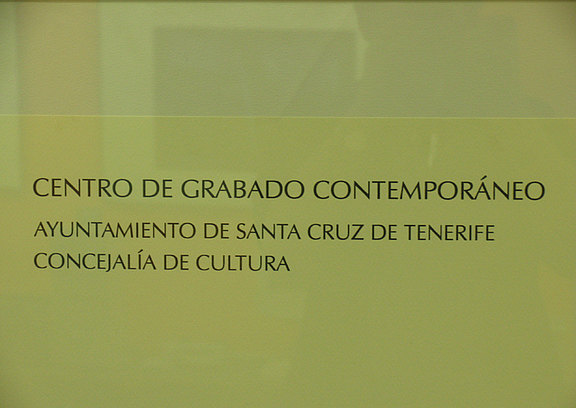 CENTRO DE GRABADO CONTEMPORÁNEO
AYUNTAMIENTO DE SANTA CRUZ DE TENERIFE
CONCEJALÍA DE CULTURA